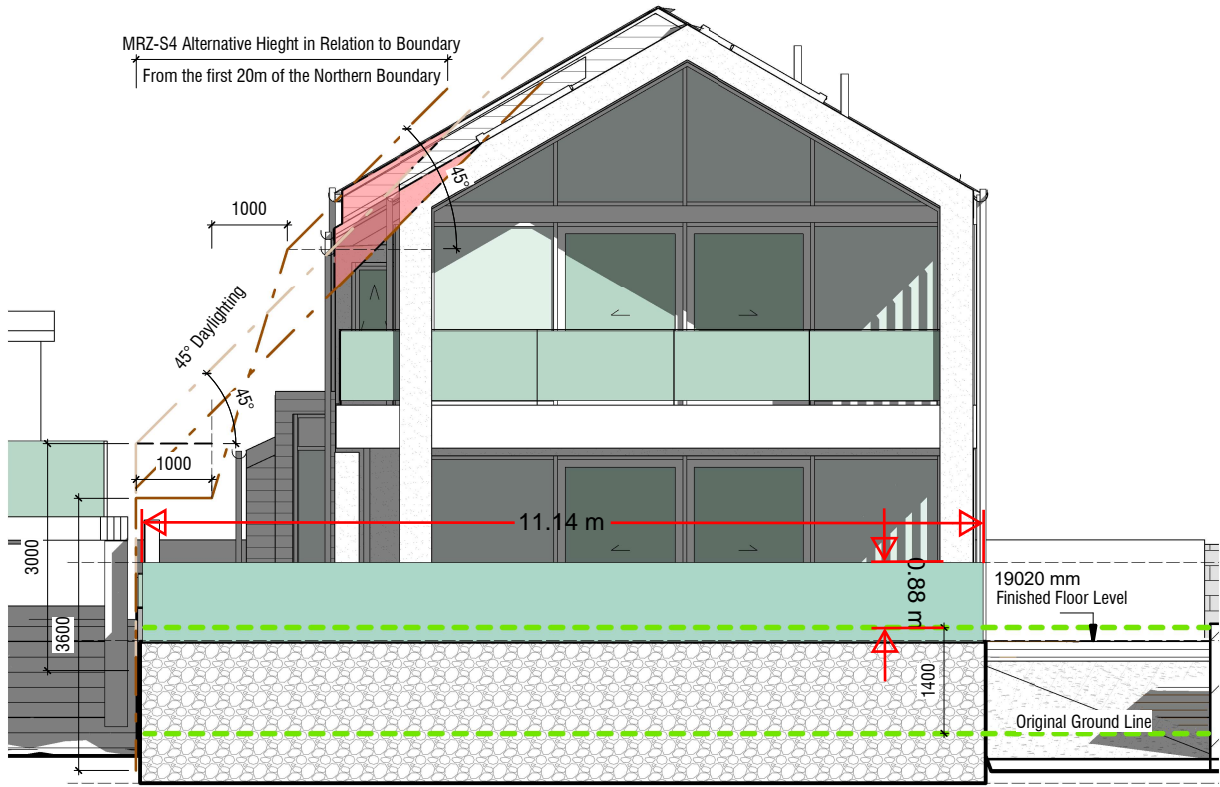 MRZ-S4 Alternative Hieght in Relation to Boundary
From the first 20m of the Northern Boundary
45°
1000
45° Daylighting
45°
1000
11.14 m
3000
0.88 m
19020 mm
Finished Floor Level
3600
1400
Original Ground Line